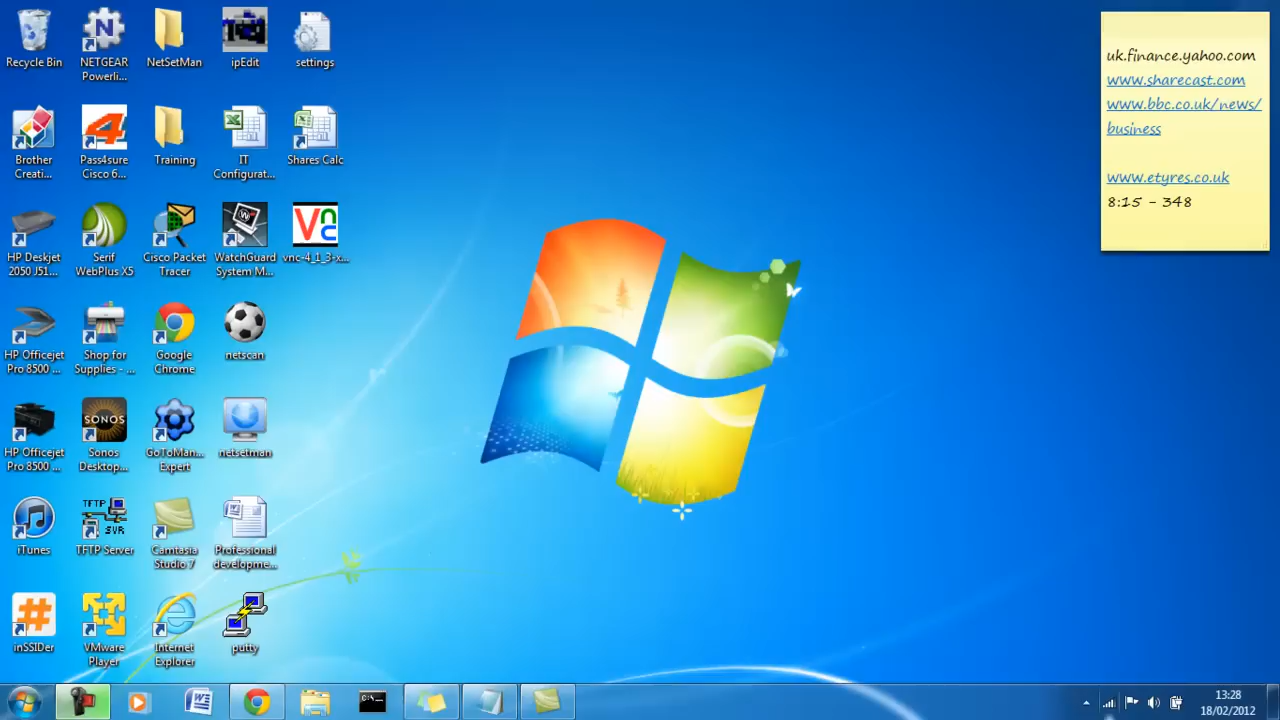 Recycle Bin
NETGEAR
Powerli...
NetSetMan
ipEdit
settings
Brother
Creati...
Pass4sure
Cisco 6...
Training
IT
Configurat...
Shares Calc
HP Deskjet
2050 J51...
Serif
WebPlus X5
Cisco Packet
Tracer
WatchGuard
System M...
vnc-4_1_3-x...
HP Officejet
Pro 8500 ...
Shop for
Supplies - ...
Google
Chrome
netscan
HP Officejet
Pro 8500 ...
SONOS
Sonos
Desktop...
GoToMan...
Expert
netsetman
iTunes
TFTP
SVR
TFTP Server
Camtasia
Studio 7
Professional
developme...
inSSIDer
VMware
Player
Internet
Explorer
putty
uk.finance.yahoo.com
www.sharecast.com
www.bbc.co.uk/news/
business
www.etyres.co.uk
8:15 - 348
13:28
18/02/2012